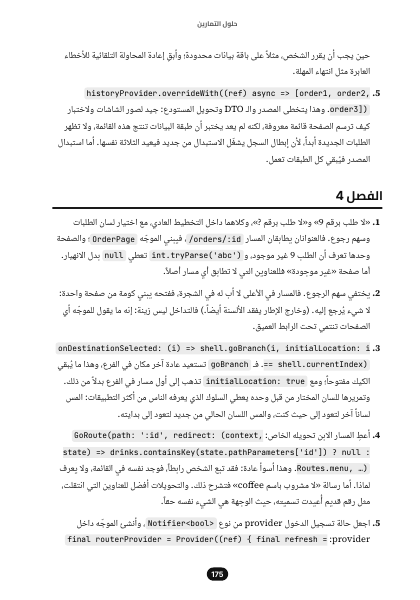 حلول التمارين
حين يجب أن يقرر الشخص، مثلاً على باقة بيانات محدودة؛ وأبقِ إعادة المحاولة التلقائية للأخطاء
العابرة مثل انتهاء المهلة.
5. historyProvider.overrideWith((ref) async => [order1, order2,
order3]). وهذا يتخطى المصدر والـ DTO وتحويل المستودع: جيد لصور الشاشات ولاختبار
كيف ترسم الصفحة قائمة معروفة، لكنه لم يعد يختبر أن طبقة البيانات تنتج هذه القائمة، ولا تظهر
الطلبات الجديدة أبداً، لأن إبطال السجل يشغّل الاستبدال من جديد فيعيد الثلاثة نفسها. أما استبدال
المصدر فيُبقي كل الطبقات تعمل.
الفصل 4
1. «لا طلب برقم 9» و«لا طلب برقم ?»، وكلاهما داخل التخطيط العادي، مع اختيار لسان الطلبات
وسهم رجوع. فالعنوانان يطابقان المسار /orders/:id، فيبني الموجّه OrderPage؛ والصفحة
وحدها تعرف أن الطلب 9 غير موجود، و int.tryParse('abc') تعطي null بدل الانهيار.
أما صفحة «غير موجودة» فللعناوين التي لا تطابق أي مسار أصلاً.
2. يختفي سهم الرجوع. فالمسار في الأعلى لا أب له في الشجرة، ففتحه يبني كومة من صفحة واحدة:
لا شيء يُرجع إليه. (وخارج الإطار يفقد الألسنة أيضاً.) فالتداخل ليس زينة: إنه ما يقول للموجّه أي
الصفحات تنتمي تحت الرابط العميق.
3. onDestinationSelected: (i) => shell.goBranch(i, initialLocation: i
== shell.currentIndex). فـ goBranch تستعيد عادة آخر مكان في الفرع، وهذا ما يُبقي
الكيك مفتوحاً؛ ومع initialLocation: true تذهب إلى أول مسار في الفرع بدلاً من ذلك.
وتمريرها للسان المختار من قبل وحده يعطي السلوك الذي يعرفه الناس من أكثر التطبيقات: المس
لساناً آخر لتعود إلى حيث كنت، والمس اللسان الحالي من جديد لتعود إلى بدايته.
4. أعطِ المسار الابن تحويله الخاص: GoRoute(path: ':id', redirect: (context,
state) => drinks.containsKey(state.pathParameters['id']) ? null :
Routes.menu, …). وهذا أسوأ عادة: فقد تبع الشخص رابطاً، فوجد نفسه في القائمة، ولا يعرف
لماذا. أما رسالة «لا مشروب باسم coffee» فتشرح ذلك. والتحويلات أفضل للعناوين التي انتقلت،
مثل رقم قديم أُعيدت تسميته، حيث الوجهة هي الشيء نفسه حقاً.
5. اجعل حالة تسجيل الدخول provider من نوع Notifier<bool>، وأنشئ الموجّه داخل
provider: final routerProvider = Provider((ref) { final refresh =
175